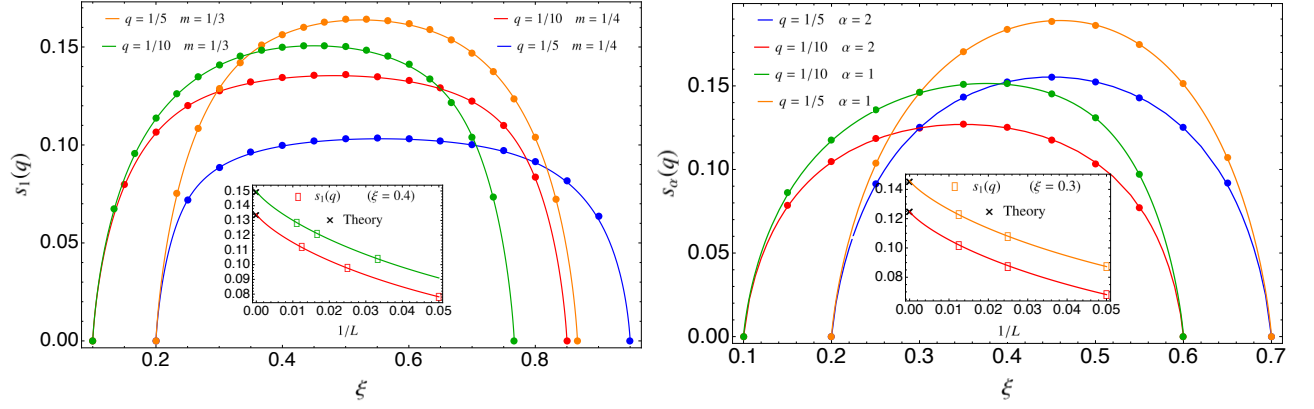 q = 1/5 m = 1/3
q = 1/10 m = 1/4
q = 1/10 m = 1/3
q = 1/5 m = 1/4
s₁(q)
0.15
0.10
0.05
0.00
0.2
0.4
0.6
0.8
ξ
s₁(q) (ξ = 0.4)
Theory
0.15
0.14
0.13
0.12
0.11
0.10
0.09
0.08
0.00
0.01
0.02
0.03
0.04
0.05
1/L
q = 1/5 α = 2
q = 1/10 α = 2
q = 1/10 α = 1
q = 1/5 α = 1
sα(q)
0.15
0.10
0.05
0.00
0.1
0.2
0.3
0.4
0.5
0.6
0.7
ξ
s₁(q) (ξ = 0.3)
Theory
0.14
0.12
0.10
0.08
0.00
0.01
0.02
0.03
0.04
0.05
1/L